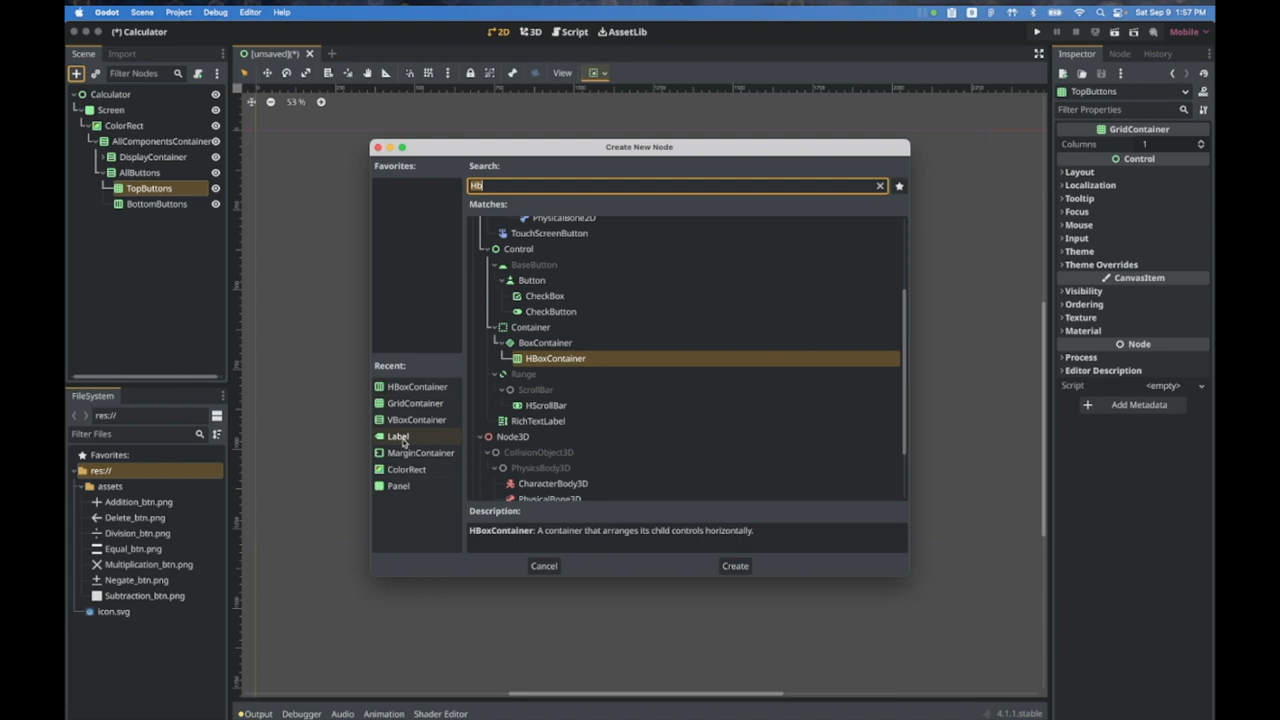 Godot Scene Project Debug Editor Help
Sat Sep 9 1:57 PM
(*) Calculator
2D 3D Script AssetLib
Mobile
Scene Import
[unsaved](*)
Inspector Node History
Filter Nodes
View
Calculator
Screen
ColorRect
AllComponentsContainer
DisplayContainer
AllButtons
TopButtons
BottomButtons
53 %
TopButtons
Filter Properties
GridContainer
Columns 1
Control
Layout
Localization
Tooltip
Focus
Mouse
Input
Theme
Theme Overrides
CanvasItem
Visibility
Ordering
Texture
Material
Node
Process
Editor Description
Script <empty>
Add Metadata
Create New Node
Favorites:
Search:
Hb
Matches:
PhysicalBone2D
TouchScreenButton
Control
BaseButton
Button
CheckBox
CheckButton
Container
BoxContainer
HBoxContainer
Range
ScrollBar
HScrollBar
RichTextLabel
Node3D
CollisionObject3D
PhysicsBody3D
CharacterBody3D
PhysicalBone3D
Recent:
HBoxContainer
GridContainer
VBoxContainer
Label
MarginContainer
ColorRect
Panel
Description:
HBoxContainer: A container that arranges its child controls horizontally.
Cancel Create
FileSystem
res://
Filter Files
Favorites:
res://
assets
Addition_btn.png
Delete_btn.png
Division_btn.png
Equal_btn.png
Multiplication_btn.png
Negate_btn.png
Subtraction_btn.png
icon.svg
Output Debugger Audio Animation Shader Editor
4.1.1.stable